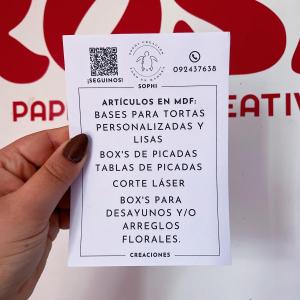 ¡SEGUINOS!
SOPHI
092437638
ARTÍCULOS EN MDF:
BASES PARA TORTAS
PERSONALIZADAS Y
LISAS
BOX'S DE PICADAS
TABLAS DE PICADAS
CORTE LÁSER
BOX'S PARA
DESAYUNOS Y/O
ARREGLOS
FLORALES.
CREACIONES
PAP
CREATIV